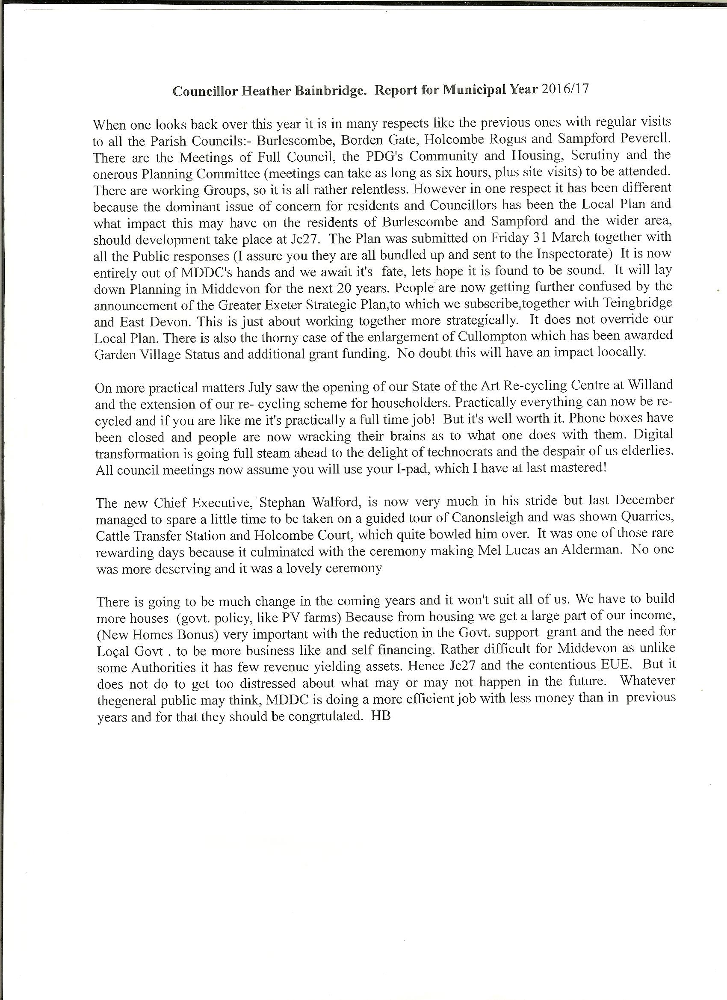 Councillor Heather Bainbridge.  Report for Municipal Year 2016/17
When one looks back over this year it is in many respects like the previous ones with regular visits
to all the Parish Councils:- Burlescombe, Borden Gate, Holcombe Rogus and Sampford Peverell.
There are the Meetings of Full Council, the PDG's Community and Housing, Scrutiny and the
onerous Planning Committee (meetings can take as long as six hours, plus site visits) to be attended.
There are working Groups, so it is all rather relentless. However in one respect it has been different
because the dominant issue of concern for residents and Councillors has been the Local Plan and
what impact this may have on the residents of Burlescombe and Sampford and the wider area,
should development take place at Jc27.  The Plan was submitted on Friday 31 March together with
all the Public responses (I assure you they are all bundled up and sent to the Inspectorate)  It is now
entirely out of MDDC's hands and we await it's  fate, lets hope it is found to be sound.  It will lay
down Planning in Middevon for the next 20 years. People are now getting further confused by the
announcement of the Greater Exeter Strategic Plan,to which we subscribe,together with Teingbridge
and East Devon. This is just about working together more strategically.  It does not override our
Local Plan. There is also the thorny case of the enlargement of Cullompton which has been awarded
Garden Village Status and additional grant funding.  No doubt this will have an impact loocally.
On more practical matters July saw the opening of our State of the Art Re-cycling Centre at Willand
and the extension of our re- cycling scheme for householders. Practically everything can now be re-
cycled and if you are like me it's practically a full time job!  But it's well worth it. Phone boxes have
been closed and people are now wracking their brains as to what one does with them. Digital
transformation is going full steam ahead to the delight of technocrats and the despair of us elderlies.
All council meetings now assume you will use your I-pad, which I have at last mastered!
The new Chief Executive, Stephan Walford, is now very much in his stride but last December
managed to spare a little time to be taken on a guided tour of Canonsleigh and was shown Quarries,
Cattle Transfer Station and Holcombe Court, which quite bowled him over.  It was one of those rare
rewarding days because it culminated with the ceremony making Mel Lucas an Alderman.  No one
was more deserving and it was a lovely ceremony
There is going to be much change in the coming years and it won't suit all of us. We have to build
more houses  (govt. policy, like PV farms) Because from housing we get a large part of our income,
(New Homes Bonus) very important with the reduction in the Govt. support  grant and the need for
Local Govt . to be more business like and self financing. Rather difficult for Middevon as unlike
some Authorities it has few revenue yielding assets. Hence Jc27 and the contentious EUE.  But it
does not do to get too distressed about what may or may not happen in the future.  Whatever
thegeneral public may think, MDDC is doing a more efficient job with less money than in  previous
years and for that they should be congrtulated.  HB